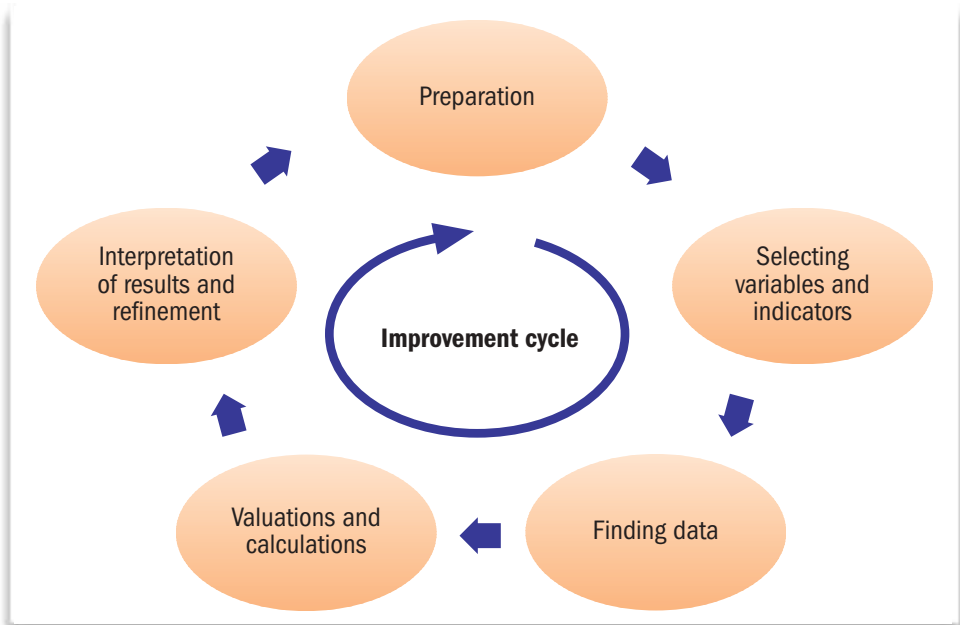 Preparation
Selecting
variables and
indicators
Finding data
Valuations and
calculations
Interpretation
of results and
refinement
Improvement cycle